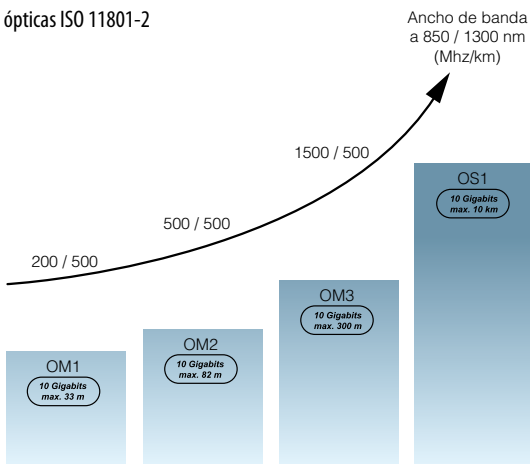 ópticas ISO 11801-2
Ancho de banda
a 850 / 1300 nm
(Mhz/km)
1500 / 500
500 / 500
200 / 500
OS1
10 Gigabits
max. 10 km
OM3
10 Gigabits
max. 300 m
OM2
10 Gigabits
max. 82 m
OM1
10 Gigabits
max. 33 m